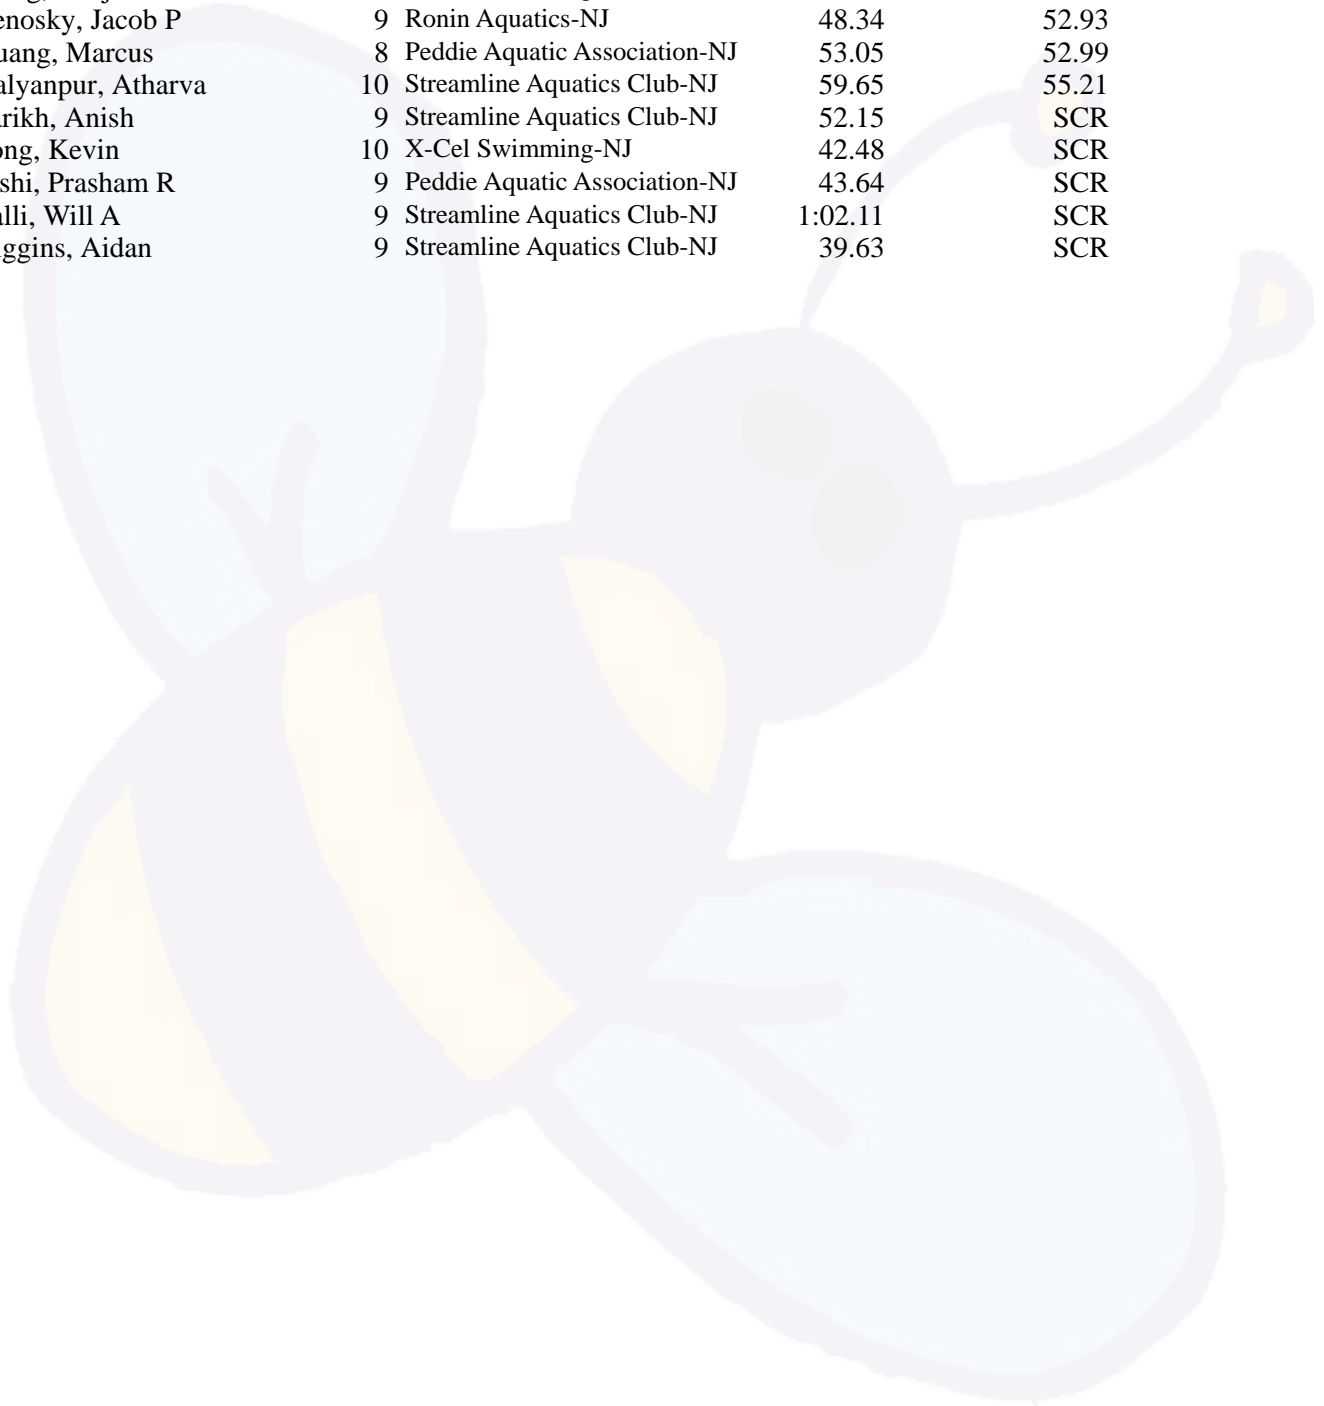 enosky, Jacob P 9 Ronin Aquatics-NJ 48.34 52.93
uang, Marcus 8 Peddie Aquatic Association-NJ 53.05 52.99
alyanpur, Atharva 10 Streamline Aquatics Club-NJ 59.65 55.21
arikh, Anish 9 Streamline Aquatics Club-NJ 52.15 SCR
ong, Kevin 10 X-Cel Swimming-NJ 42.48 SCR
shi, Prasham R 9 Peddie Aquatic Association-NJ 43.64 SCR
alli, Will A 9 Streamline Aquatics Club-NJ 1:02.11 SCR
ggins, Aidan 9 Streamline Aquatics Club-NJ 39.63 SCR